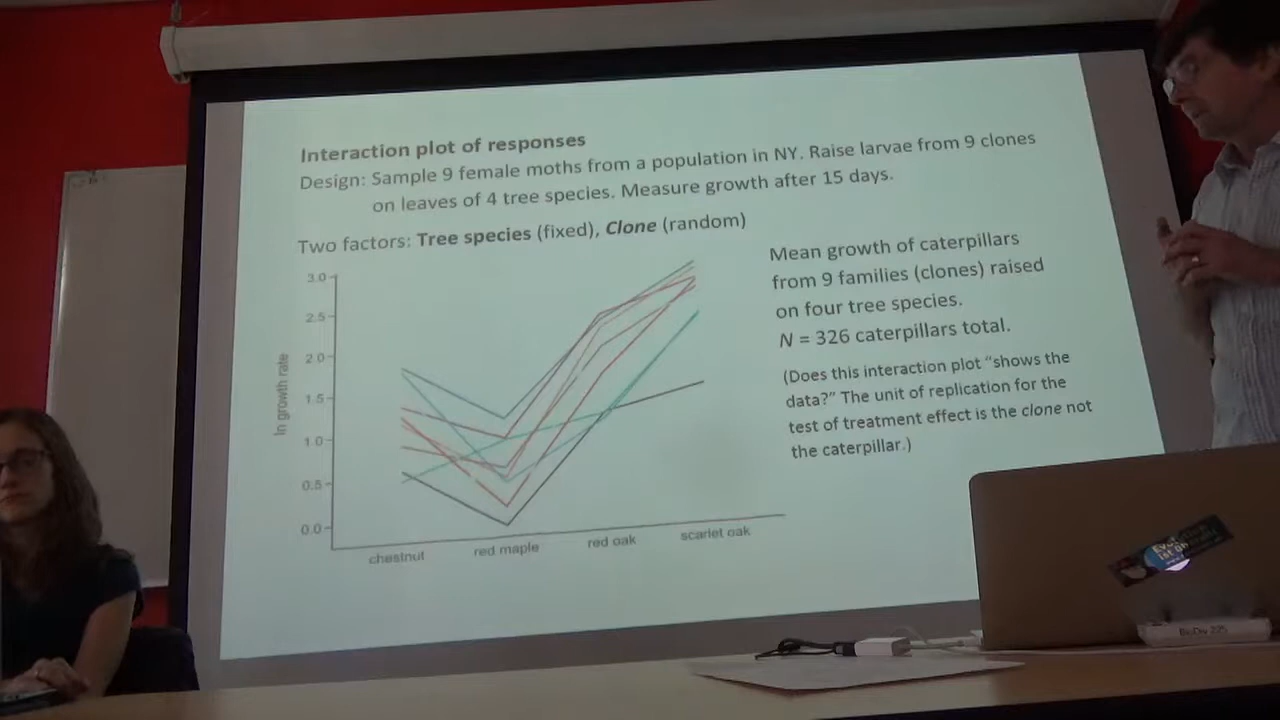 Interaction plot of responses
Design: Sample 9 female moths from a population in NY. Raise larvae from 9 clones
on leaves of 4 tree species. Measure growth after 15 days.
Two factors: Tree species (fixed), Clone (random)
3.0
2.5
2.0
1.5
1.0
0.5
0.0
ln growth rate
chestnut
red maple
red oak
scarlet oak
Mean growth of caterpillars
from 9 families (clones) raised
on four tree species.
N = 326 caterpillars total.
(Does this interaction plot “shows the
data?” The unit of replication for the
test of treatment effect is the clone not
the caterpillar.)
BioDiv 225